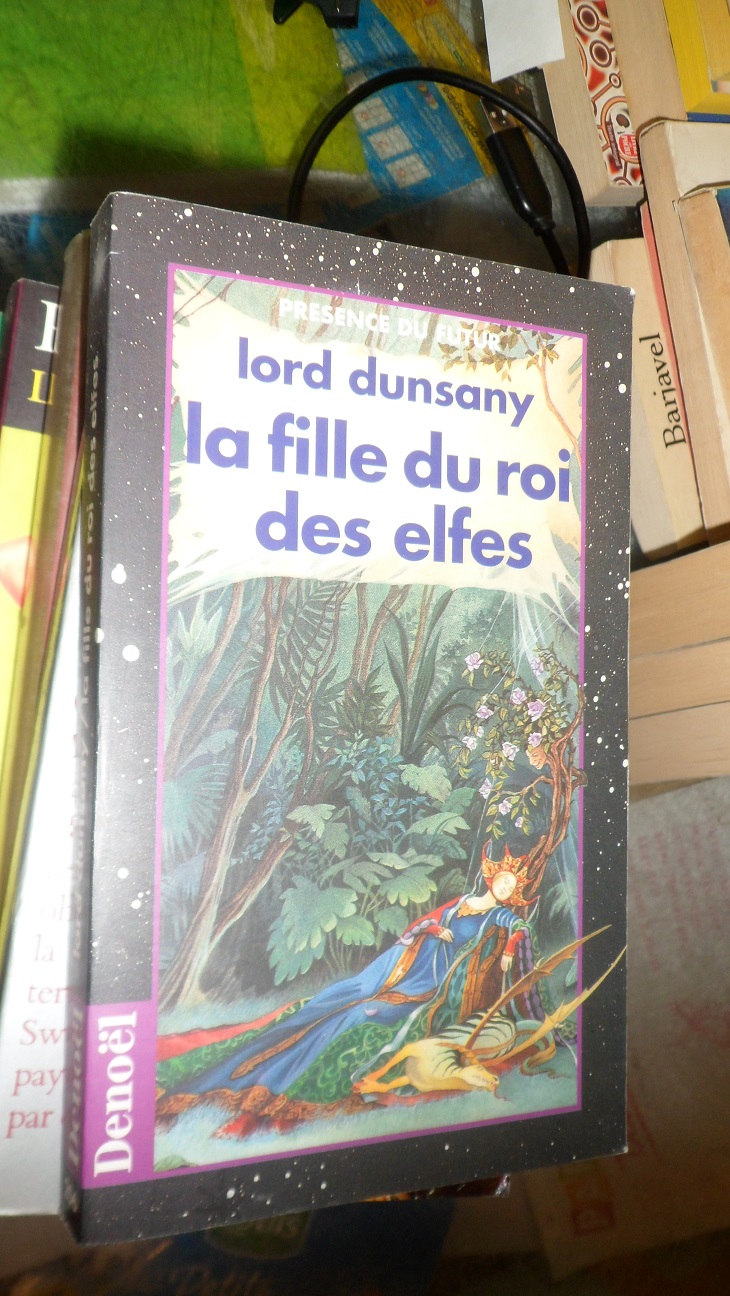 PRESENCE DU FUTUR
lord dunsany
la fille du roi
des elfes
Denoël
la fille du roi des elfes
Barjavel
la
ter
Sw
pay
par